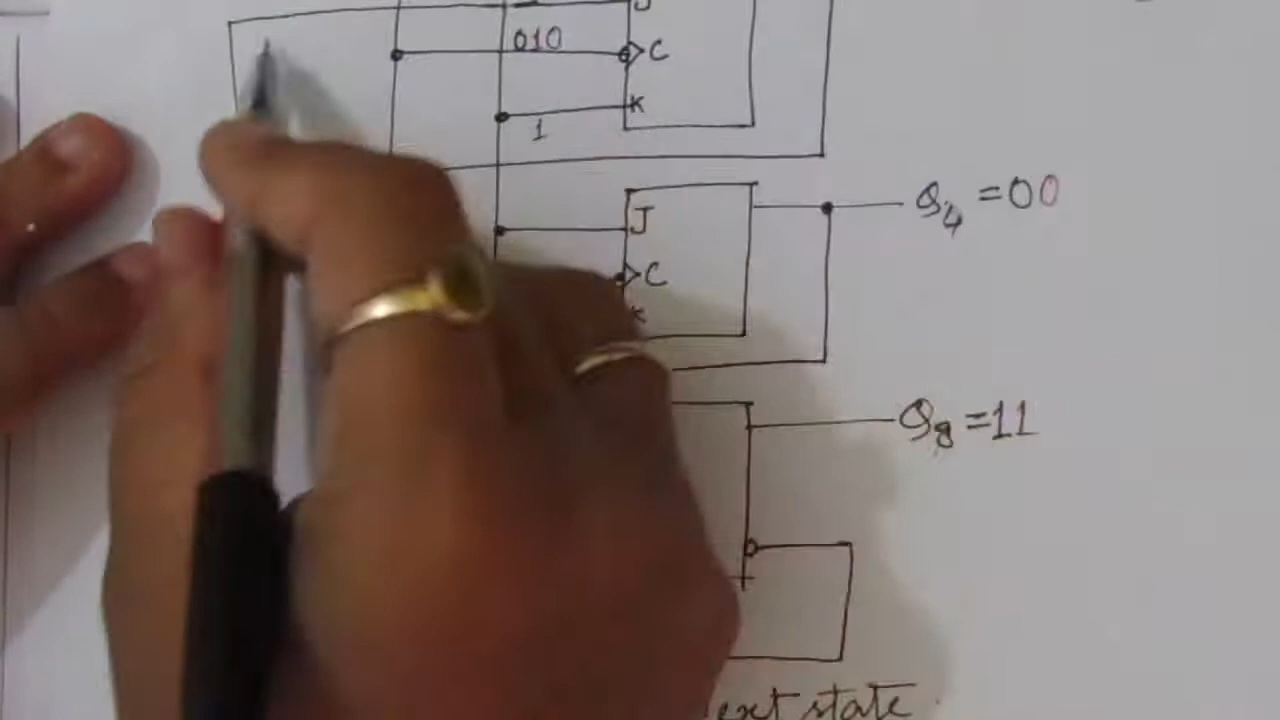 J
010
C
K
1
Q4 = 00
J
C
K
Q8 = 11
ext state.